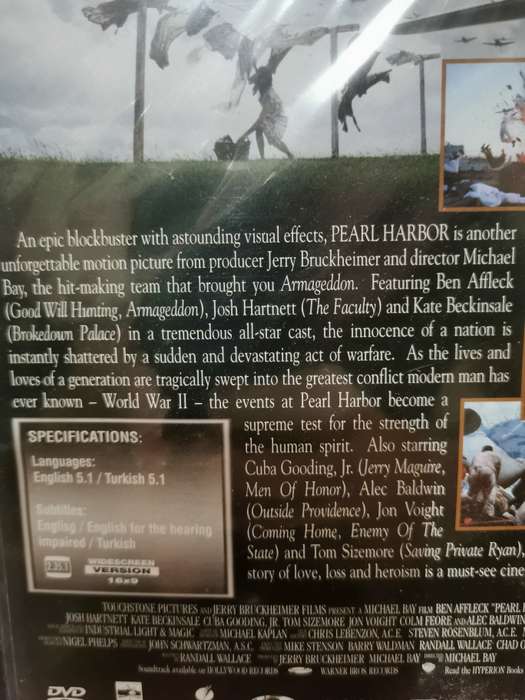 An epic blockbuster with astounding visual effects, PEARL HARBOR is another
unforgettable motion picture from producer Jerry Bruckheimer and director Michael
Bay, the hit-making team that brought you Armageddon. Featuring Ben Affleck
(Good Will Hunting, Armageddon), Josh Hartnett (The Faculty) and Kate Beckinsale
(Brokedown Palace) in a tremendous all-star cast, the innocence of a nation is
instantly shattered by a sudden and devastating act of warfare. As the lives and
loves of a generation are tragically swept into the greatest conflict modern man has
ever known – World War II – the events at Pearl Harbor become a
supreme test for the strength of
the human spirit. Also starring
Cuba Gooding, Jr. (Jerry Maguire,
Men Of Honor), Alec Baldwin
(Outside Providence), Jon Voight
(Coming Home, Enemy Of The
State) and Tom Sizemore (Saving Private Ryan),
story of love, loss and heroism is a must-see cine
SPECIFICATIONS:
Languages:
English 5.1 / Turkish 5.1
Subtitles:
Englisg / English for the hearing
impaired / Turkish
2.35:1 WIDESCREEN
VERSION
16x9
TOUCHSTONE PICTURES AND JERRY BRUCKHEIMER FILMS PRESENT A MICHAEL BAY FILM BEN AFFLECK "PEARL
JOSH HARTNETT KATE BECKINSALE CUBA GOODING, JR. TOM SIZEMORE JON VOIGHT COLM FEORE AND ALEC BALDWIN
INDUSTRIAL LIGHT & MAGIC MICHAEL KAPLAN CHRIS LEBENZON, A.C.E. STEVEN ROSENBLUM, A.C.E.
NIGEL PHELPS JOHN SCHWARTZMAN, A.S.C. MIKE STENSON BARRY WALDMAN RANDALL WALLACE CHAD
RANDALL WALLACE JERRY BRUCKHEIMER MICHAEL BAY MICHAEL BAY
Soundtrack available on HOLLYWOOD RECORDS WARNER BROS. RECORDS Read the HYPERION Book
DVD